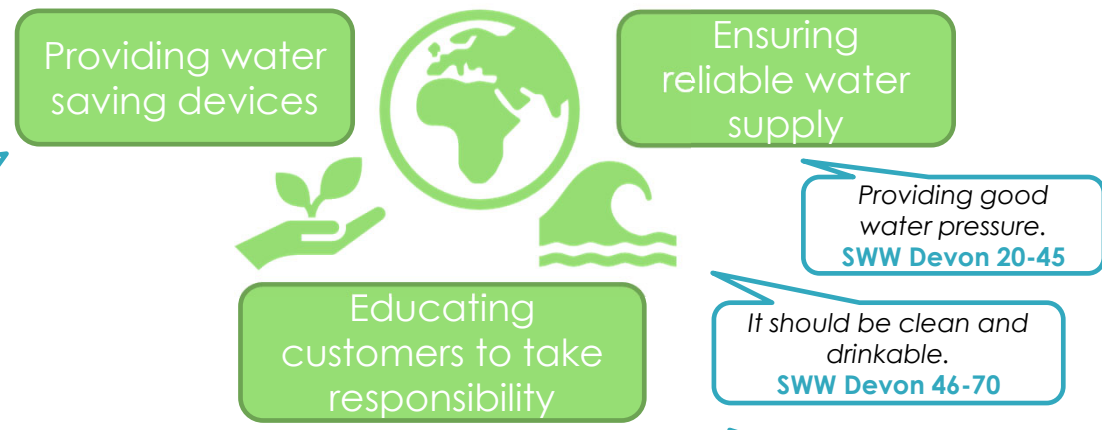 Providing water
saving devices
Ensuring
reliable water
supply
Providing good
water pressure.
SWW Devon 20-45
It should be clean and
drinkable.
SWW Devon 46-70
Educating
customers to take
responsibility